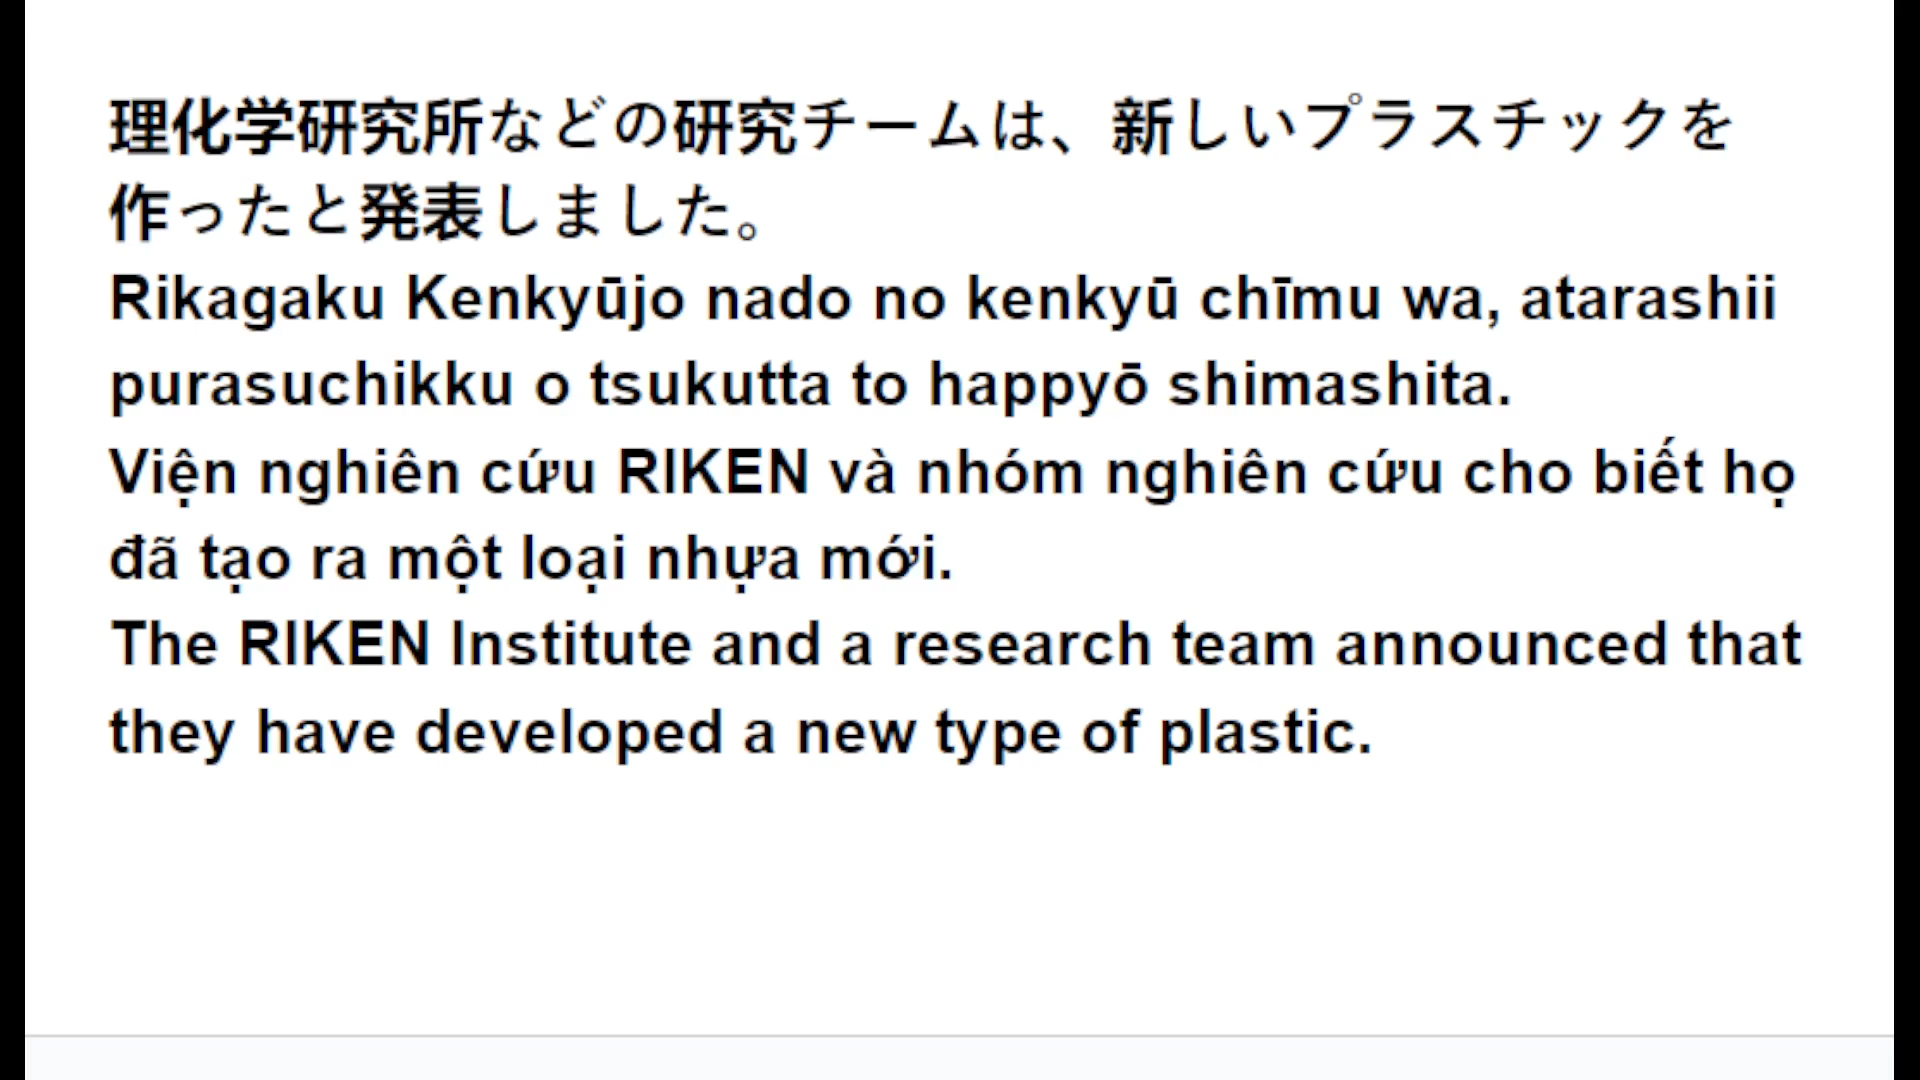 理化学研究所などの研究チームは、新しいプラスチックを
作ったと発表しました。
Rikagaku Kenkyūjo nado no kenkyū chīmu wa, atarashii
purasuchikku o tsukutta to happyō shimashita.
Viện nghiên cứu RIKEN và nhóm nghiên cứu cho biết họ
đã tạo ra một loại nhựa mới.
The RIKEN Institute and a research team announced that
they have developed a new type of plastic.